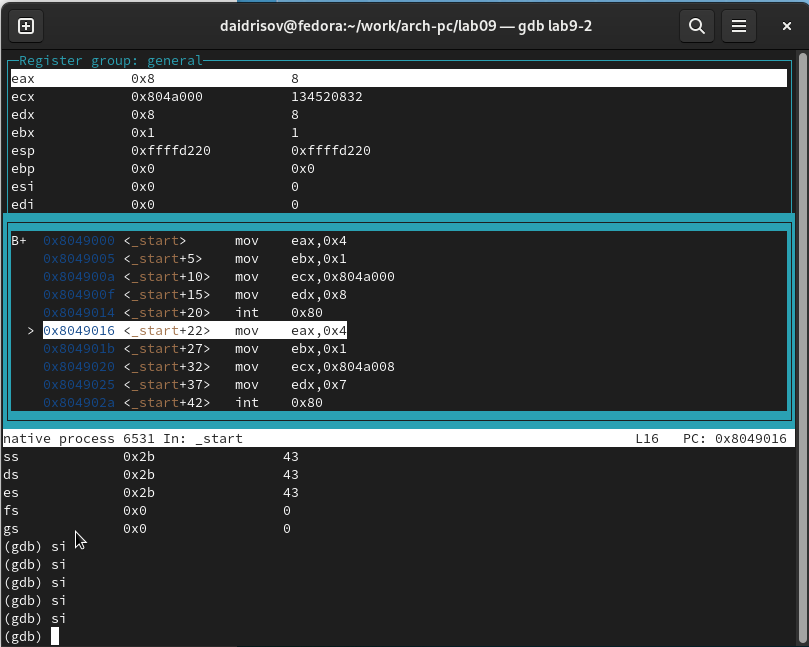 daidrisov@fedora:~/work/arch-pc/lab09 — gdb lab9-2
Register group: general
eax 0x8 8
ecx 0x804a000 134520832
edx 0x8 8
ebx 0x1 1
esp 0xffffd220 0xffffd220
ebp 0x0 0x0
esi 0x0 0
edi 0x0 0
B+ 0x8049000 <_start> mov eax,0x4
0x8049005 <_start+5> mov ebx,0x1
0x804900a <_start+10> mov ecx,0x804a000
0x804900f <_start+15> mov edx,0x8
0x8049014 <_start+20> int 0x80
> 0x8049016 <_start+22> mov eax,0x4
0x804901b <_start+27> mov ebx,0x1
0x8049020 <_start+32> mov ecx,0x804a008
0x8049025 <_start+37> mov edx,0x7
0x804902a <_start+42> int 0x80
native process 6531 In: _start L16 PC: 0x8049016
ss 0x2b 43
ds 0x2b 43
es 0x2b 43
fs 0x0 0
gs 0x0 0
(gdb) si
(gdb) si
(gdb) si
(gdb) si
(gdb) si
(gdb)